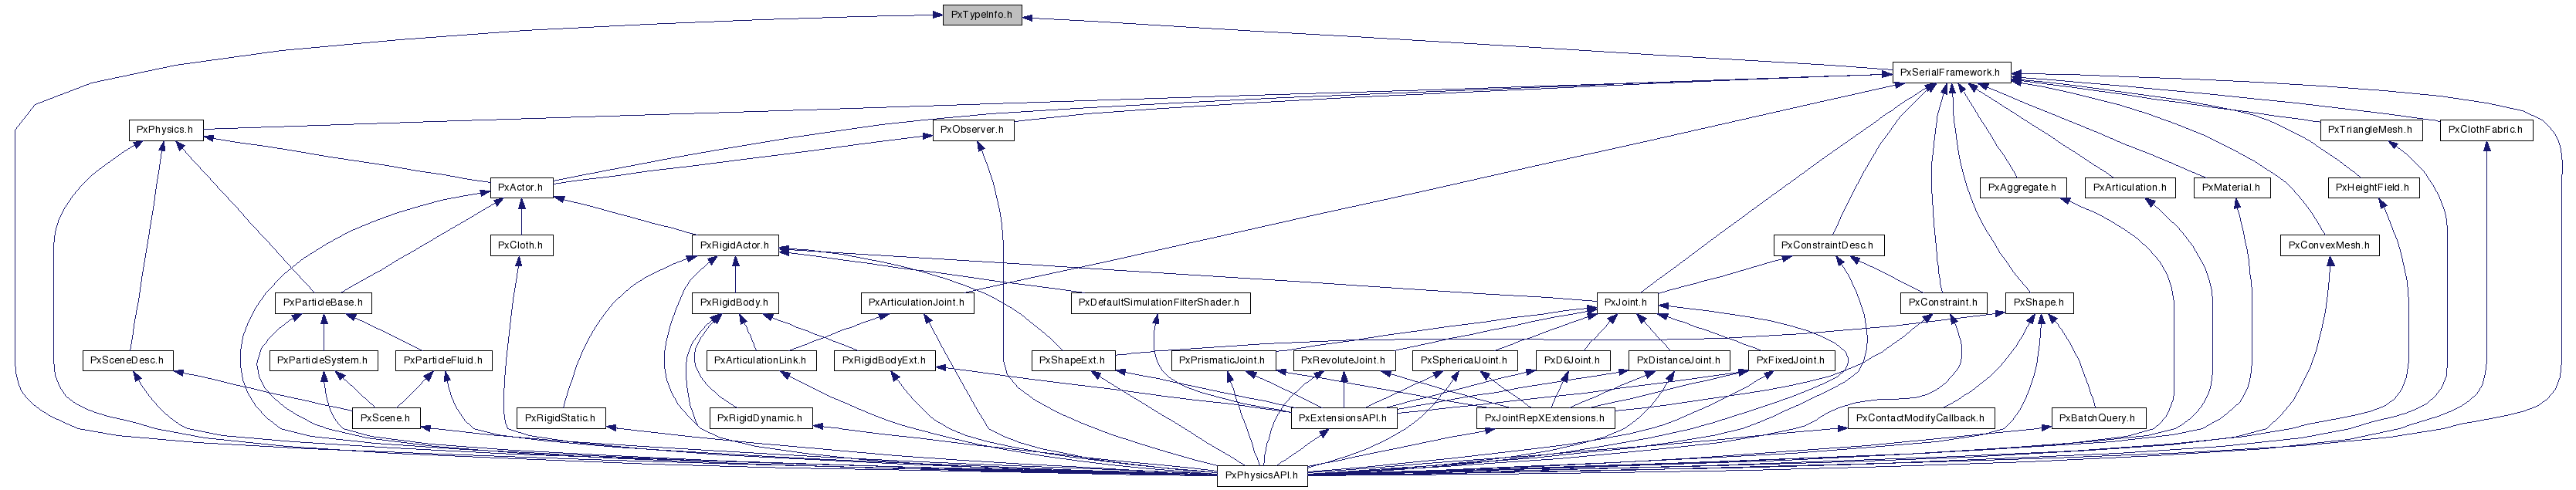 PxTypeInfo.h
PxSerialFramework.h
PxPhysics.h
PxObserver.h
PxTriangleMesh.h
PxClothFabric.h
PxActor.h
PxAggregate.h
PxArticulation.h
PxMaterial.h
PxHeightField.h
PxCloth.h
PxRigidActor.h
PxConstraintDesc.h
PxConvexMesh.h
PxParticleBase.h
PxRigidBody.h
PxArticulationJoint.h
PxDefaultSimulationFilterShader.h
PxJoint.h
PxConstraint.h
PxShape.h
PxSceneDesc.h
PxParticleSystem.h
PxParticleFluid.h
PxArticulationLink.h
PxRigidBodyExt.h
PxShapeExt.h
PxPrismaticJoint.h
PxRevoluteJoint.h
PxSphericalJoint.h
PxD6Joint.h
PxDistanceJoint.h
PxFixedJoint.h
PxScene.h
PxRigidStatic.h
PxRigidDynamic.h
PxExtensionsAPI.h
PxJointRepXExtensions.h
PxContactModifyCallback.h
PxBatchQuery.h
PxPhysicsAPI.h